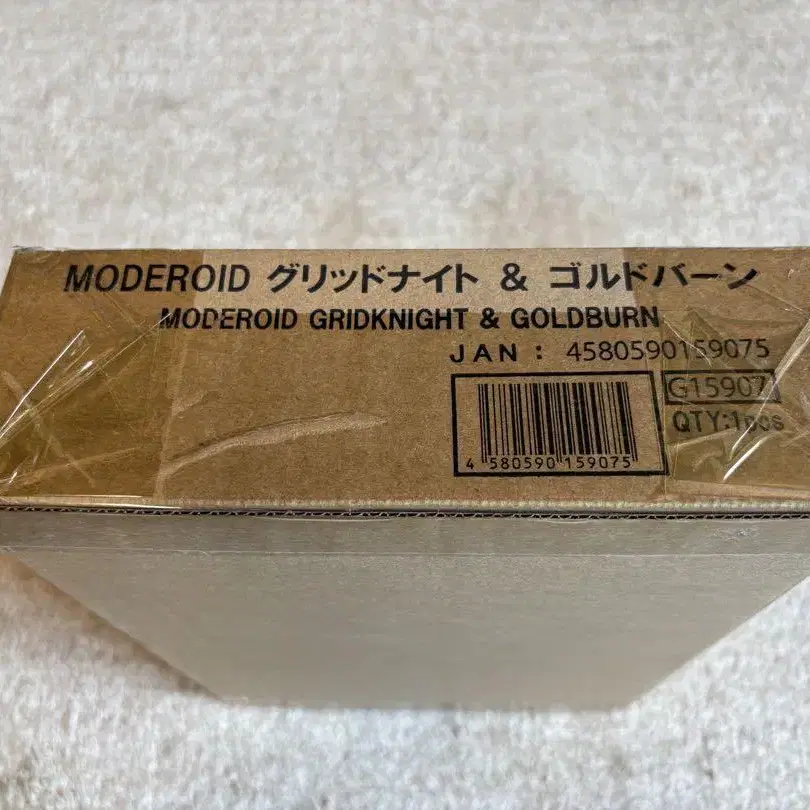 MODEROID グリッドナイト & ゴルドバーン
MODEROID GRIDKNIGHT & GOLDBURN
JAN : 4580590159075
G15907
QTY:1pcs
4 580590 159075